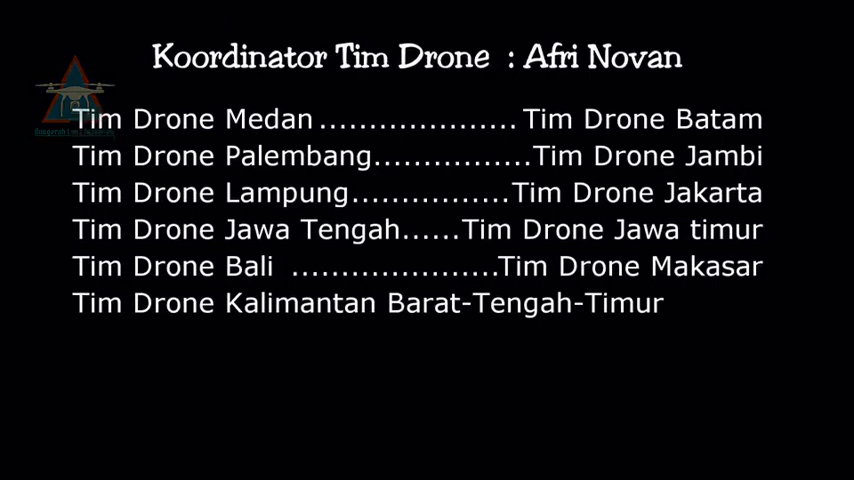 Koordinator Tim Drone : Afri Novan
Tim Drone Medan.................... Tim Drone Batam
Tim Drone Palembang................Tim Drone Jambi
Tim Drone Lampung................Tim Drone Jakarta
Tim Drone Jawa Tengah......Tim Drone Jawa timur
Tim Drone Bali .....................Tim Drone Makasar
Tim Drone Kalimantan Barat-Tengah-Timur